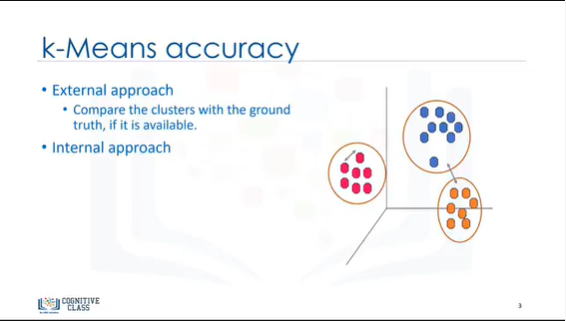 k-Means accuracy
• External approach
• Compare the clusters with the ground
truth, if it is available.
• Internal approach
COGNITIVE
CLASS
3